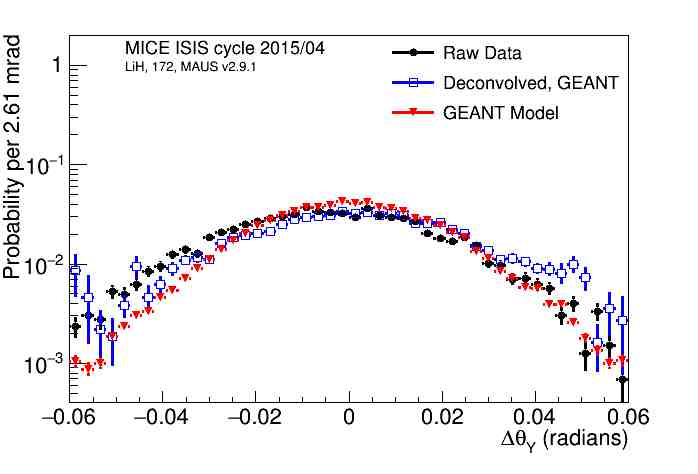 MICE ISIS cycle 2015/04
LiH, 172, MAUS v2.9.1
Raw Data
Deconvolved, GEANT
GEANT Model
Probability per 2.61 mrad
1
10⁻¹
10⁻²
10⁻³
−0.06 −0.04 −0.02 0 0.02 0.04 0.06
Δθ_Y (radians)